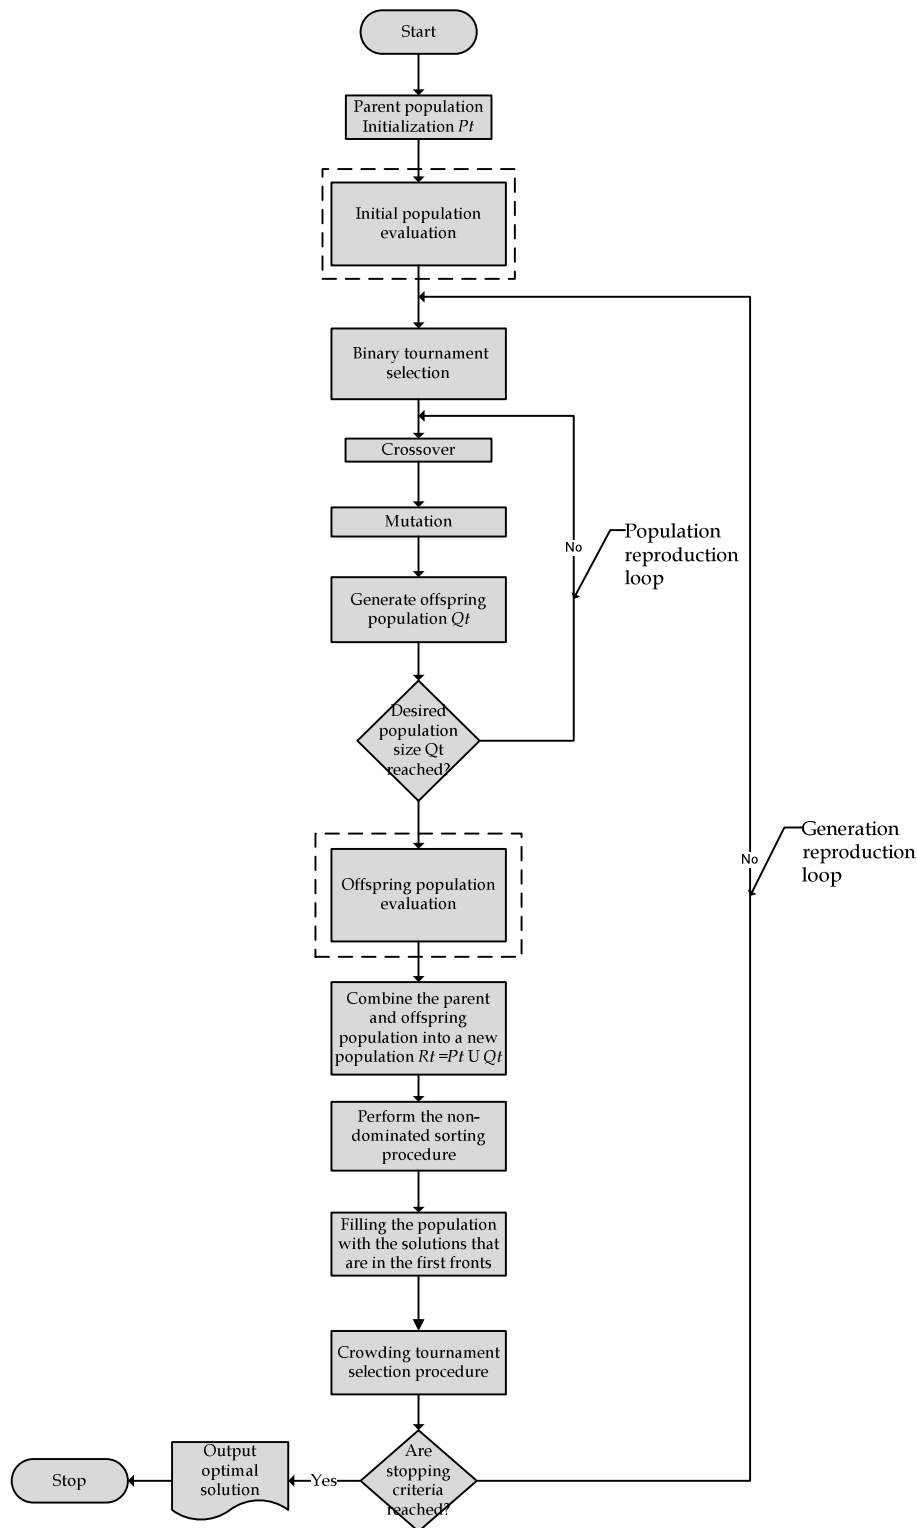 Start
Parent population
Initialization Pt
Initial population
evaluation
Binary tournament
selection
Crossover
Mutation
No
Population
reproduction
loop
Generate offspring
population Qt
Desired
population
size Qt
reached?
Generation
reproduction
loop
No
Offspring population
evaluation
Combine the parent
and offspring
population into a new
population Rt =Pt U Qt
Perform the non-
dominated sorting
procedure
Filling the population
with the solutions that
are in the first fronts
Crowding tournament
selection procedure
Are
stopping
criteria
reached?
Yes
Output
optimal
solution
Stop